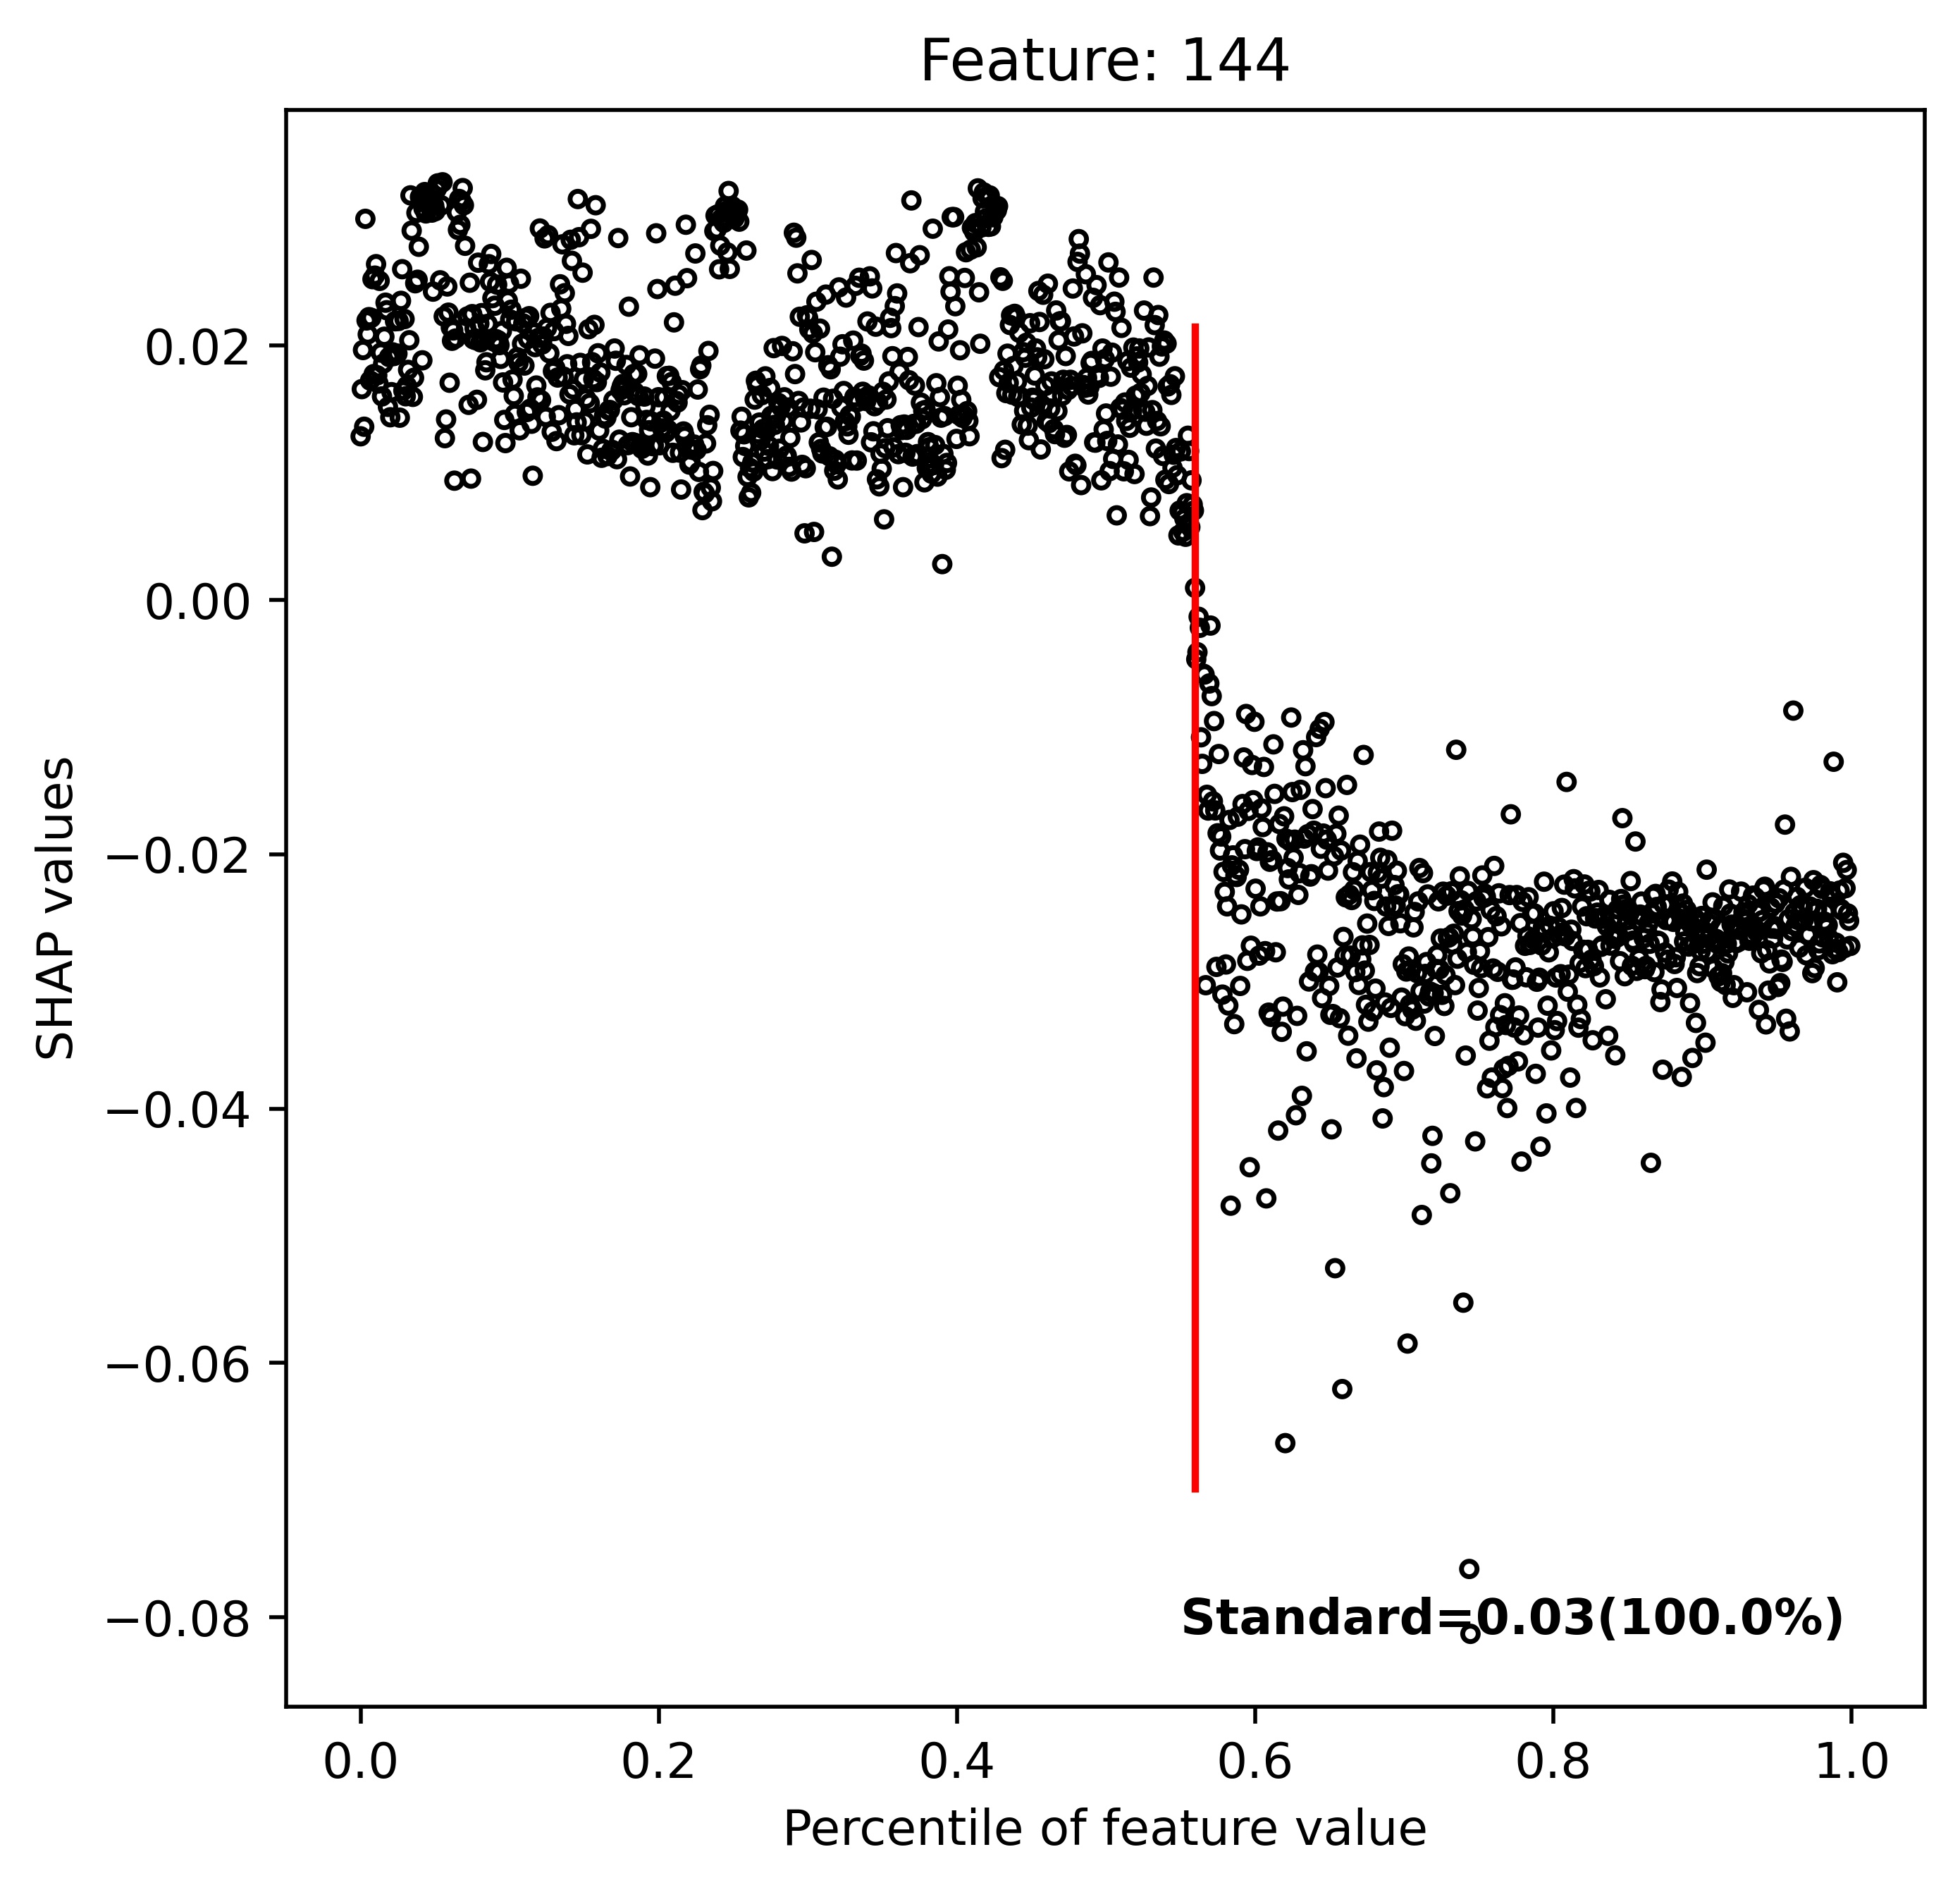 Feature: 144
SHAP values
0.02
0.00
−0.02
−0.04
−0.06
−0.08
Standard=0.03(100.0%)
0.0 0.2 0.4 0.6 0.8 1.0
Percentile of feature value